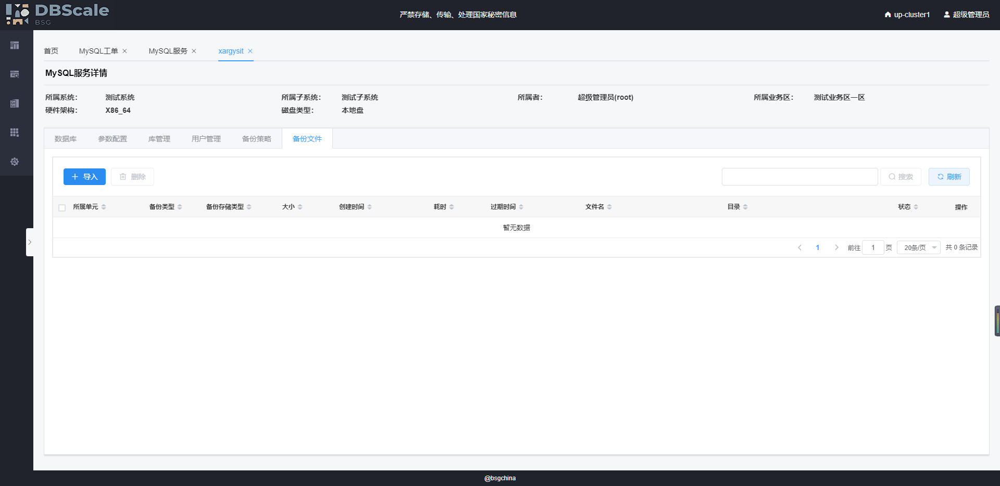 DBScale
BSG
严禁存储、传输、处理国家秘密信息
up-cluster1
超级管理员
首页
MySQL工单
MySQL服务
xargysit
MySQL服务详情
所属系统： 测试系统
所属子系统： 测试子系统
所属者： 超级管理员(root)
所属业务区： 测试业务区一区
硬件架构： X86_64
磁盘类型： 本地盘
数据库 参数配置 库管理 用户管理 备份策略 备份文件
导入 删除 搜索 刷新
所属单元 备份类型 备份存储类型 大小 创建时间 耗时 过期时间 文件名 目录 状态 操作
暂无数据
1 前往 1 页 20条/页 共 0 条记录
@bsgchina